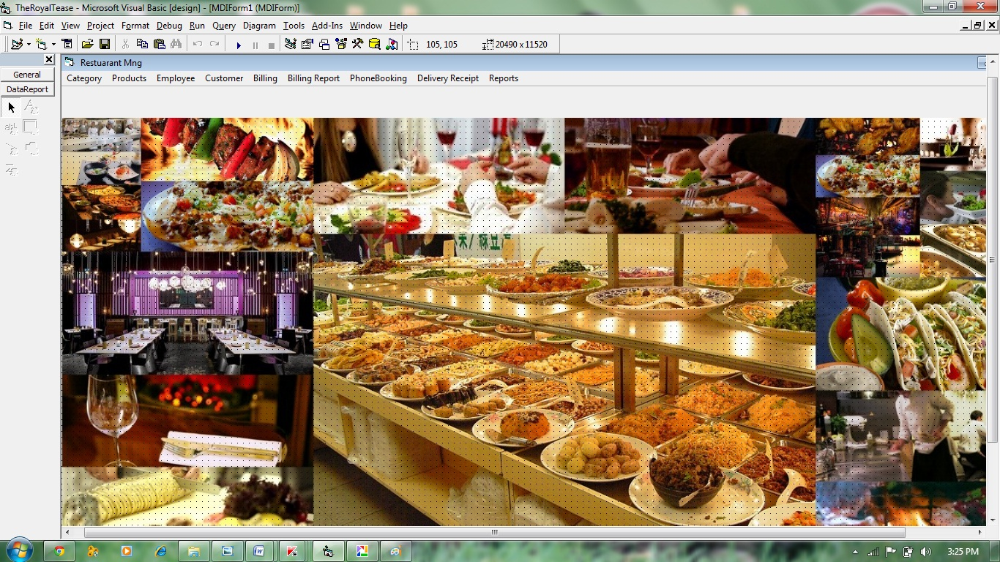 TheRoyalTease - Microsoft Visual Basic [design] - [MDIForm1 (MDIForm)]
File Edit View Project Format Debug Run Query Diagram Tools Add-Ins Window Help
105, 105 20490 x 11520
General
DataReport
Restuarant Mng
Category Products Employee Customer Billing Billing Report PhoneBooking Delivery Receipt Reports
3:25 PM